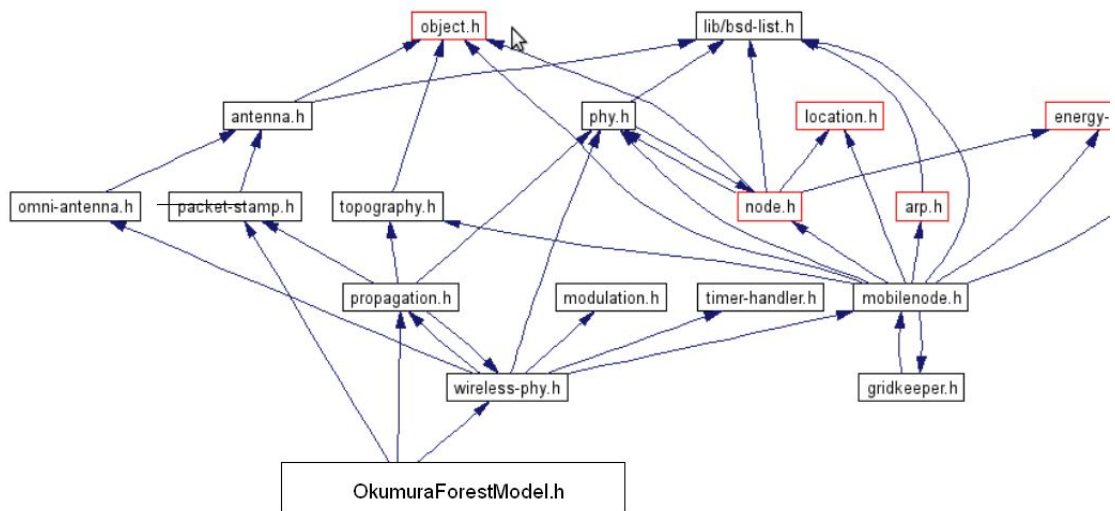 object.h
lib/bsd-list.h
antenna.h
phy.h
location.h
energy-
omni-antenna.h
packet-stamp.h
topography.h
node.h
arp.h
propagation.h
modulation.h
timer-handler.h
mobilenode.h
wireless-phy.h
gridkeeper.h
OkumuraForestModel.h